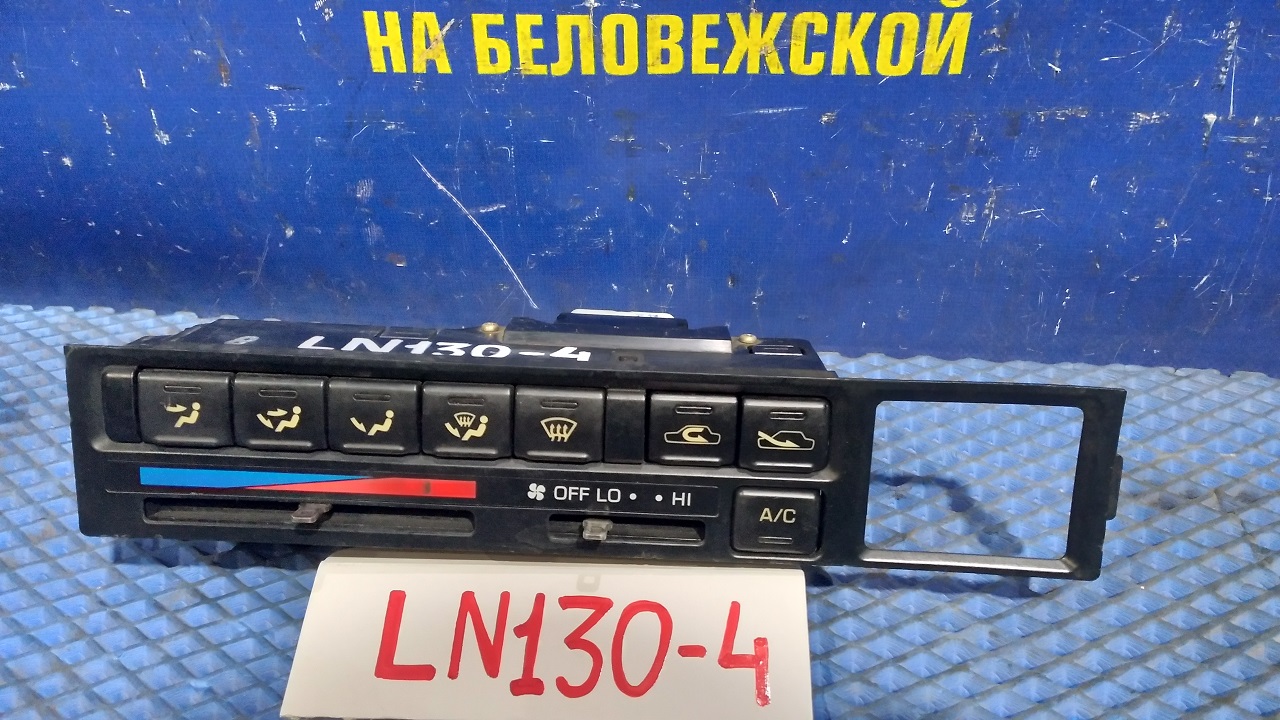 НА БЕЛОВЕЖСКОЙ
LN130-4
OFF LO • • HI
A/C
LN130-4